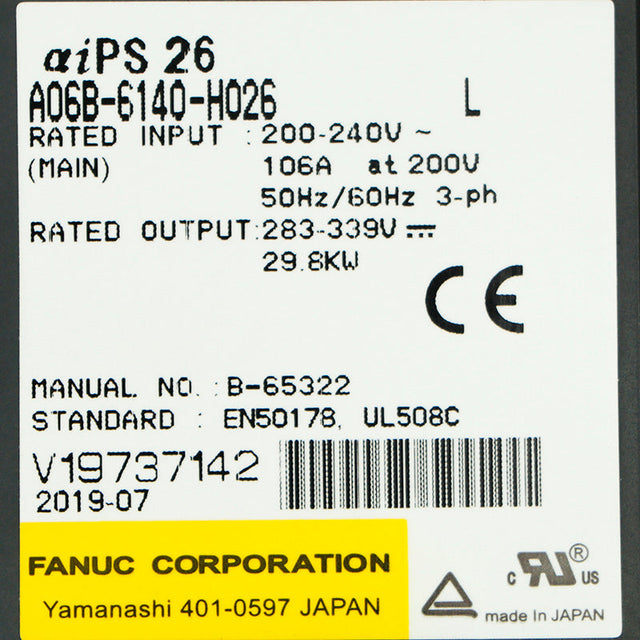 αiPS 26
A06B-6140-H026 L
RATED INPUT : 200-240V ~
(MAIN) 106A at 200V
50Hz/60Hz 3-ph
RATED OUTPUT:283-339V ⎓
29.8KW
CE
MANUAL NO. : B-65322
STANDARD : EN50178, UL508C
V19737142
2019-07
FANUC CORPORATION
Yamanashi 401-0597 JAPAN
c RU ® US
made In JAPAN